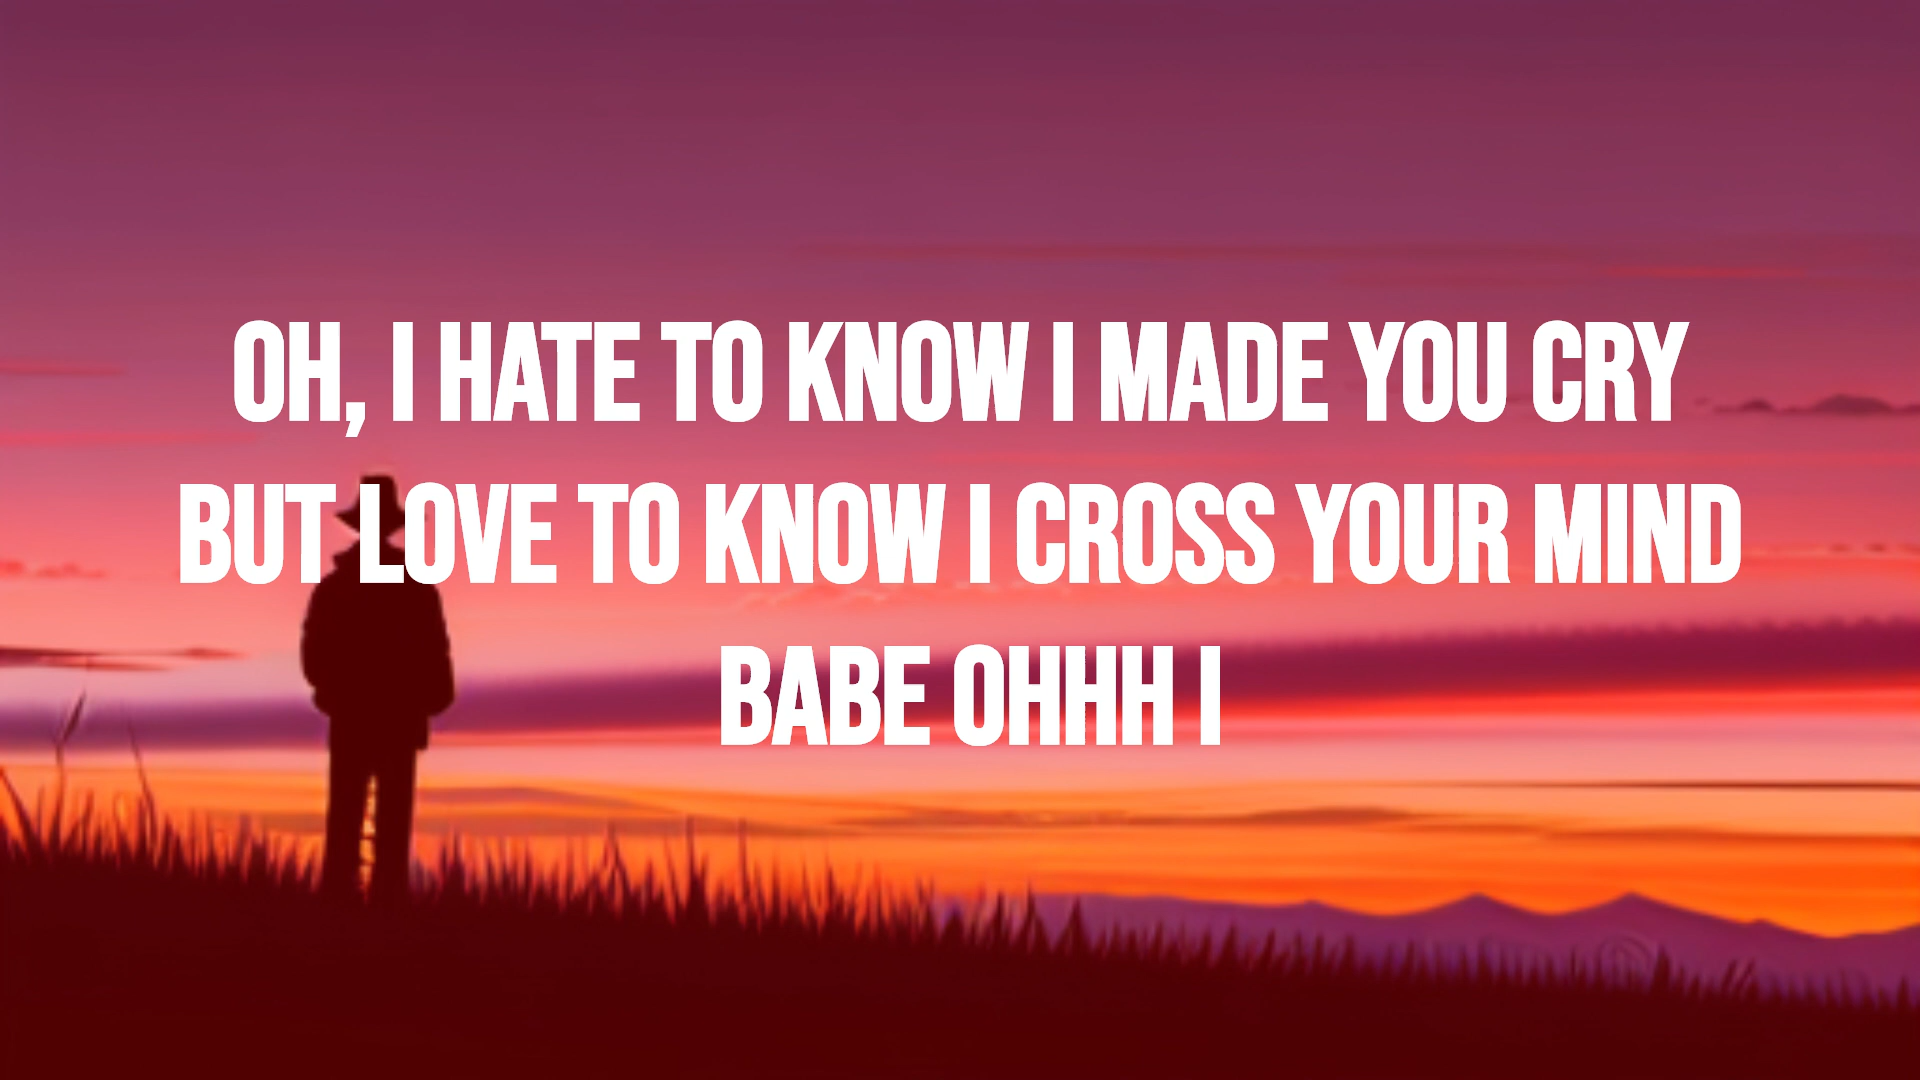 OH, I HATE TO KNOW I MADE YOU CRY
BUT LOVE TO KNOW I CROSS YOUR MIND
BABE OHHH I